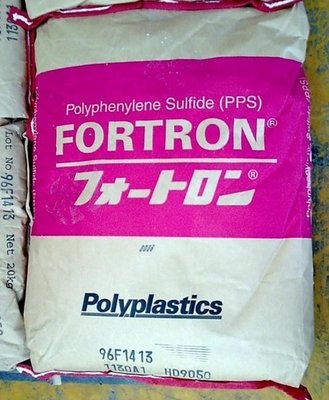 Polyphenylene Sulfide (PPS)
FORTRON®
フォートロン®
Polyplastics
96F1413
1130A1 HD9050
Lot No.
96F1413
Net 20kg